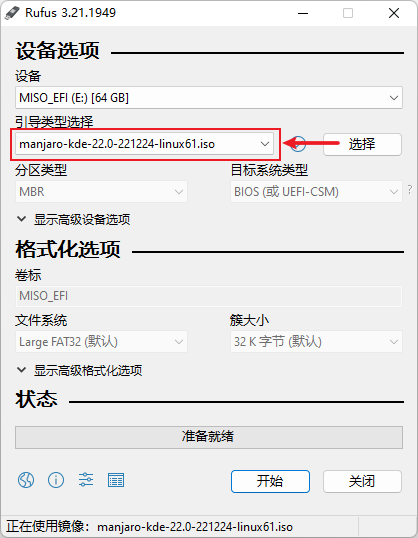 Rufus 3.21.1949
设备选项
设备
MISO_EFI (E:) [64 GB]
引导类型选择
manjaro-kde-22.0-221224-linux61.iso
选择
分区类型
目标系统类型
MBR
BIOS (或 UEFI-CSM)
?
显示高级设备选项
格式化选项
卷标
MISO_EFI
文件系统
簇大小
Large FAT32 (默认)
32 K 字节 (默认)
显示高级格式化选项
状态
准备就绪
开始
关闭
正在使用镜像：manjaro-kde-22.0-221224-linux61.iso